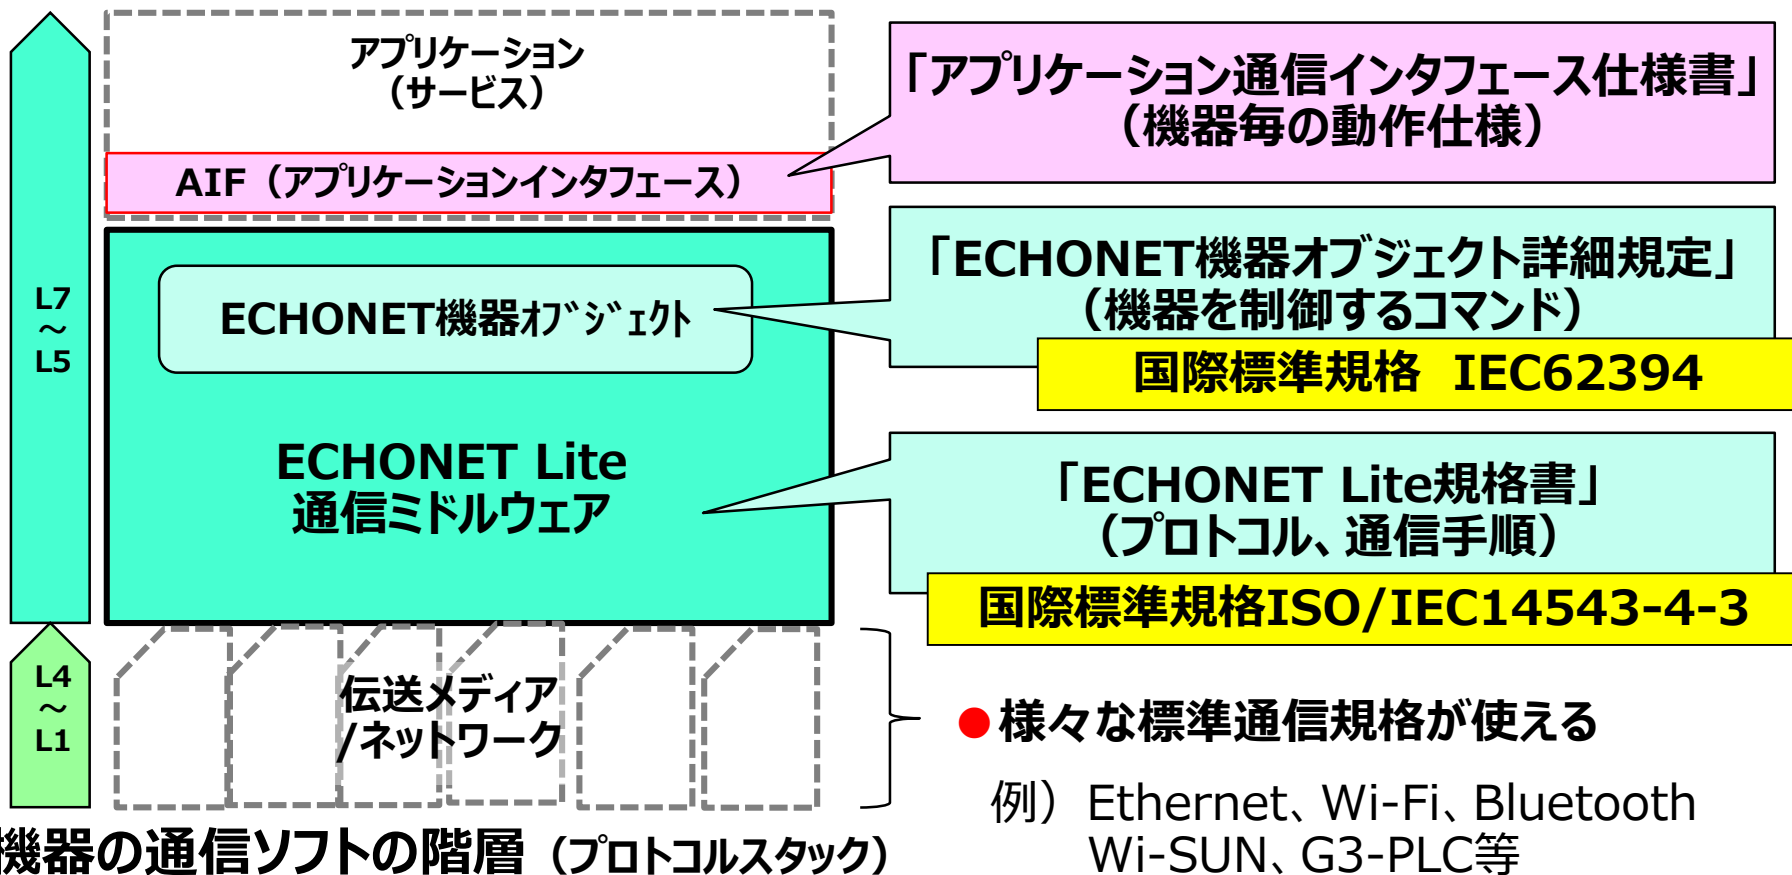 アプリケーション
（サービス）
AIF（アプリケーションインタフェース）
「アプリケーション通信インタフェース仕様書」
（機器毎の動作仕様）
L7
～
L5
ECHONET機器ｵﾌﾞｼﾞｪｸﾄ
「ECHONET機器オブジェクト詳細規定」
（機器を制御するコマンド）
国際標準規格 IEC62394
ECHONET Lite
通信ミドルウェア
「ECHONET Lite規格書」
（プロトコル、通信手順）
国際標準規格ISO/IEC14543-4-3
L4
～
L1
伝送メディア
/ネットワーク
●様々な標準通信規格が使える
例）Ethernet、Wi-Fi、Bluetooth
Wi-SUN、G3-PLC等
機器の通信ソフトの階層（プロトコルスタック）